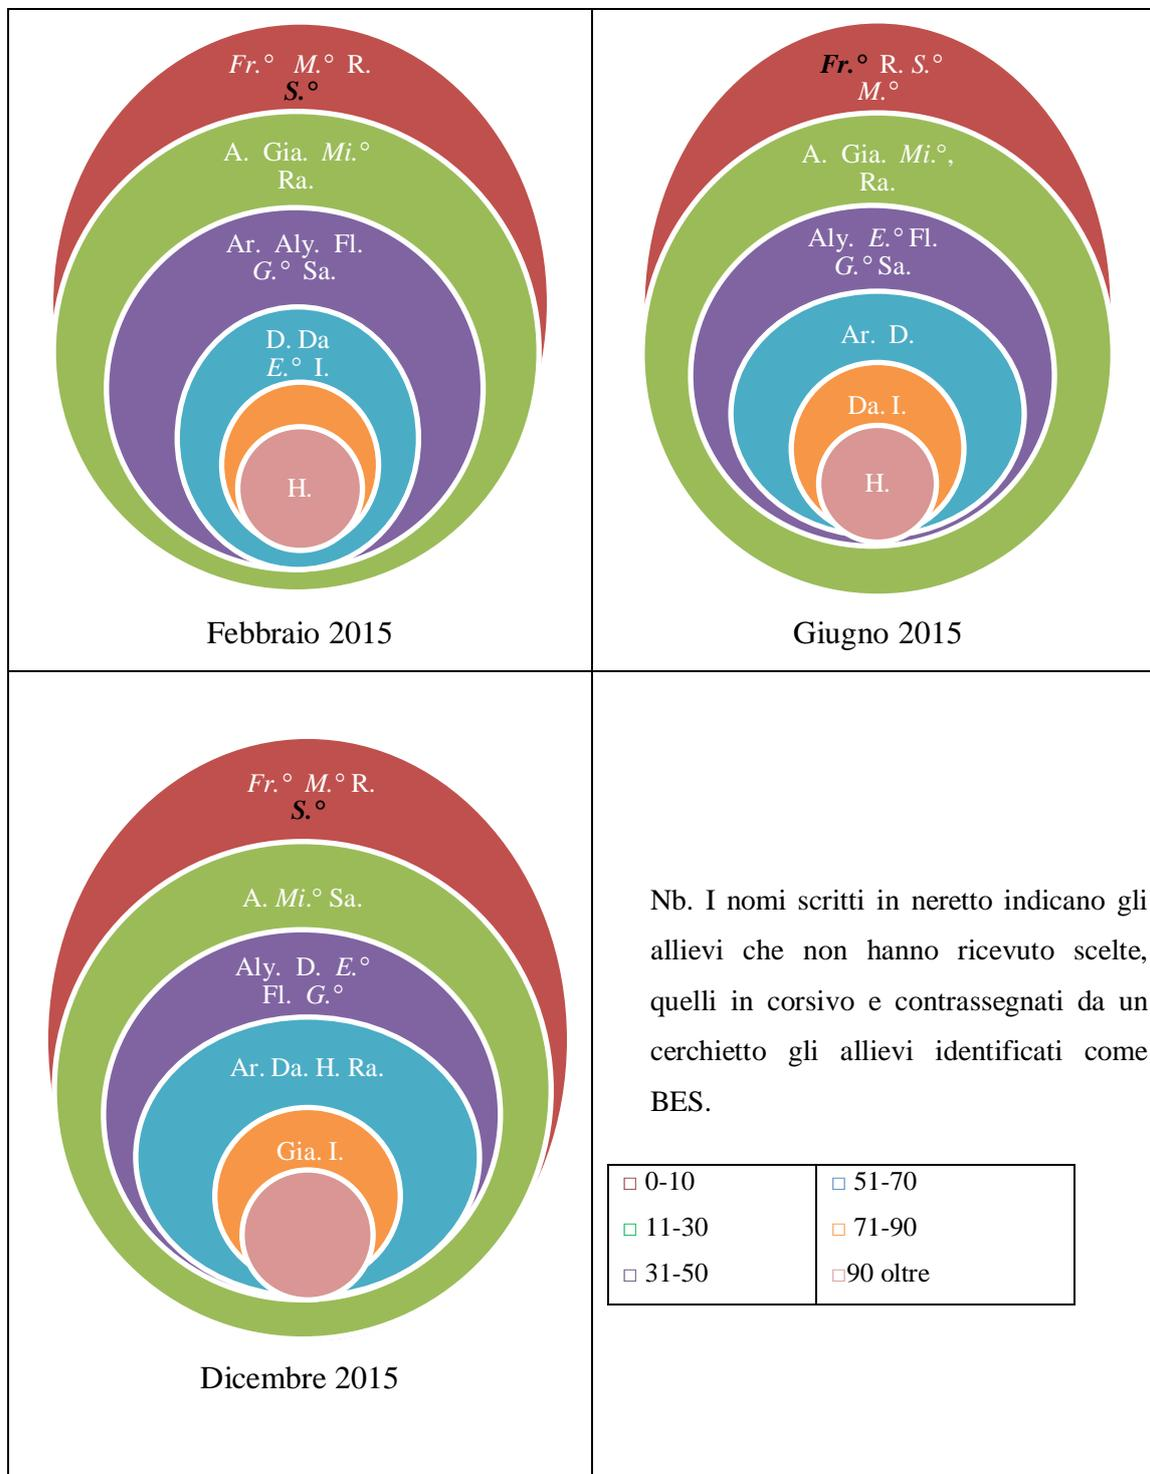 Fr.° M.° R.
S.°
A. Gia. Mi.°
Ra.
Ar. Aly. Fl.
G.° Sa.
D. Da
E.° I.
H.
Febbraio 2015
Fr.° R. S.°
M.°
A. Gia. Mi.°,
Ra.
Aly. E.° Fl.
G.° Sa.
Ar. D.
Da. I.
H.
Giugno 2015
Fr.° M.° R.
S.°
A. Mi.° Sa.
Aly. D. E.°
Fl. G.°
Ar. Da. H. Ra.
Gia. I.
Dicembre 2015
Nb. I nomi scritti in neretto indicano gli
allievi che non hanno ricevuto scelte,
quelli in corsivo e contrassegnati da un
cerchietto gli allievi identificati come
BES.
□ 0-10
□ 11-30
□ 31-50
□ 51-70
□ 71-90
□90 oltre